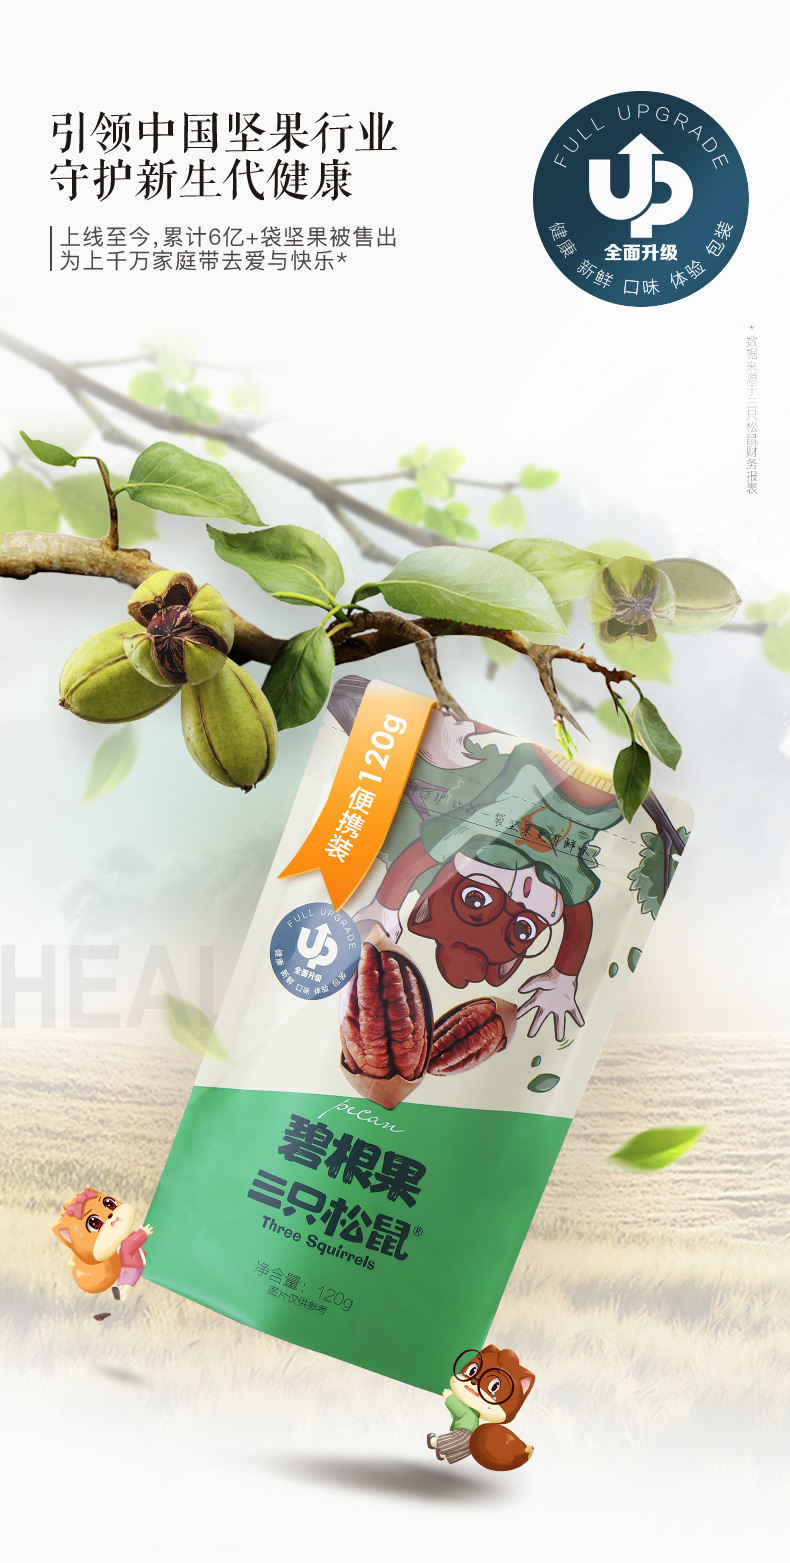 引领中国坚果行业
守护新生代健康
上线至今,累计6亿+袋坚果被售出
为上千万家庭带去爱与快乐*
FULL UPGRADE
UP
全面升级
健康 新鲜 口味 体验 包装
*数据来源于三只松鼠财务报表
120g
便携装
FULL UPGRADE
UP
全面升级
健康 新鲜 口味 体验 包装
HEAL
pecan
碧根果
三只松鼠®
Three Squirrels
净含量：120g
图片仅供参考